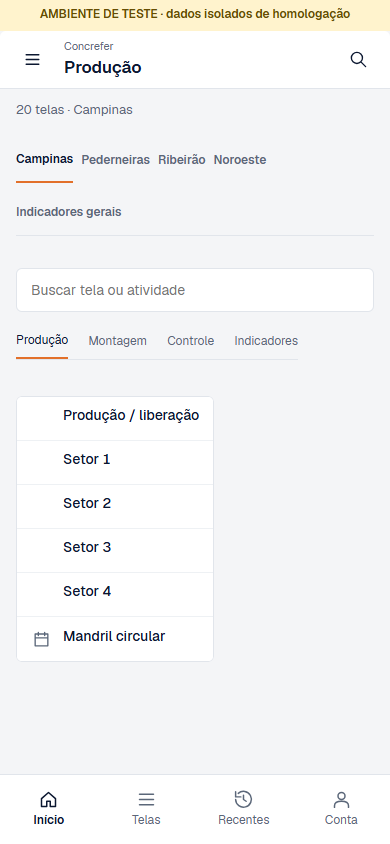 AMBIENTE DE TESTE · dados isolados de homologação
Concrefer
Produção
20 telas · Campinas
Campinas Pederneiras Ribeirão Noroeste
Indicadores gerais
Buscar tela ou atividade
Produção Montagem Controle Indicadores
Produção / liberação
Setor 1
Setor 2
Setor 3
Setor 4
Mandril circular
Início Telas Recentes Conta